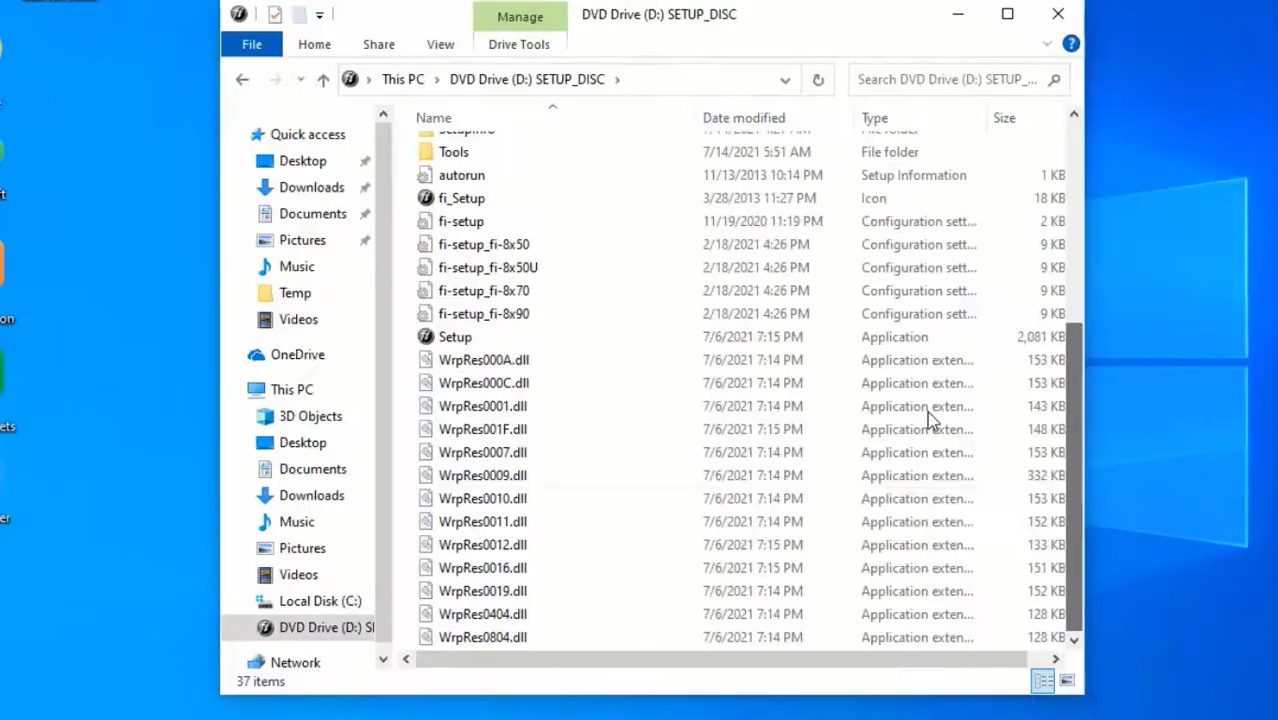 Manage
DVD Drive (D:) SETUP_DISC
File
Home
Share
View
Drive Tools
This PC > DVD Drive (D:) SETUP_DISC >
Search DVD Drive (D:) SETUP_...
Name Date modified Type Size
SetupInfo File folder
Tools 7/14/2021 5:51 AM File folder
autorun 11/13/2013 10:14 PM Setup Information 1 KB
fi_Setup 3/28/2013 11:27 PM Icon 18 KB
fi-setup 11/19/2020 11:19 PM Configuration sett... 2 KB
fi-setup_fi-8x50 2/18/2021 4:26 PM Configuration sett... 9 KB
fi-setup_fi-8x50U 2/18/2021 4:26 PM Configuration sett... 9 KB
fi-setup_fi-8x70 2/18/2021 4:26 PM Configuration sett... 9 KB
fi-setup_fi-8x90 2/18/2021 4:26 PM Configuration sett... 9 KB
Setup 7/6/2021 7:15 PM Application 2,081 KB
WrpRes000A.dll 7/6/2021 7:14 PM Application exten... 153 KB
WrpRes000C.dll 7/6/2021 7:14 PM Application exten... 153 KB
WrpRes0001.dll 7/6/2021 7:14 PM Application exten... 143 KB
WrpRes001F.dll 7/6/2021 7:15 PM Application exten... 148 KB
WrpRes0007.dll 7/6/2021 7:14 PM Application exten... 153 KB
WrpRes0009.dll 7/6/2021 7:14 PM Application exten... 332 KB
WrpRes0010.dll 7/6/2021 7:14 PM Application exten... 153 KB
WrpRes0011.dll 7/6/2021 7:14 PM Application exten... 152 KB
WrpRes0012.dll 7/6/2021 7:15 PM Application exten... 133 KB
WrpRes0016.dll 7/6/2021 7:15 PM Application exten... 151 KB
WrpRes0019.dll 7/6/2021 7:14 PM Application exten... 152 KB
WrpRes0404.dll 7/6/2021 7:14 PM Application exten... 128 KB
WrpRes0804.dll 7/6/2021 7:14 PM Application exten... 128 KB
Quick access
Desktop
Downloads
Documents
Pictures
Music
Temp
Videos
OneDrive
This PC
3D Objects
Desktop
Documents
Downloads
Music
Pictures
Videos
Local Disk (C:)
DVD Drive (D:) SE
Network
37 items
ft
on
ets
er